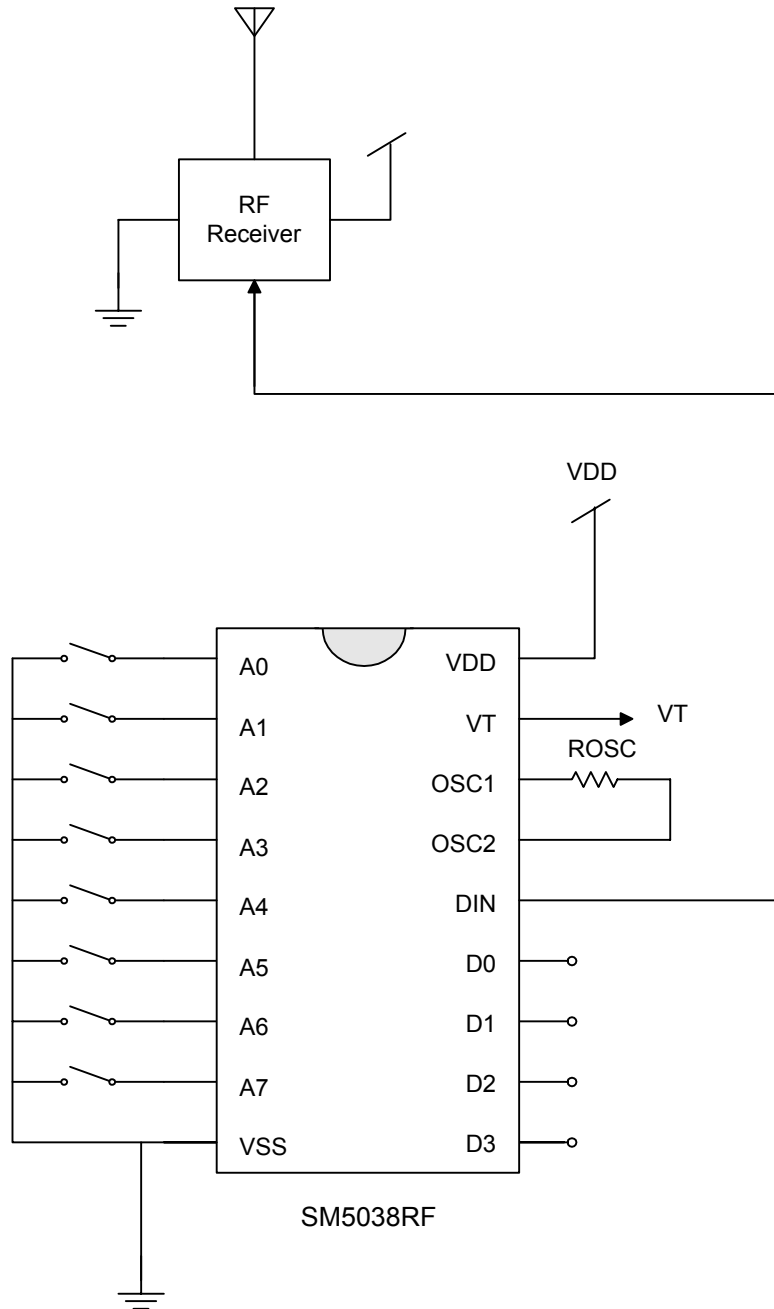 RF
Receiver
VDD
A0
VDD
A1
VT
VT
ROSC
A2
OSC1
A3
OSC2
A4
DIN
A5
D0
A6
D1
A7
D2
VSS
D3
SM5038RF